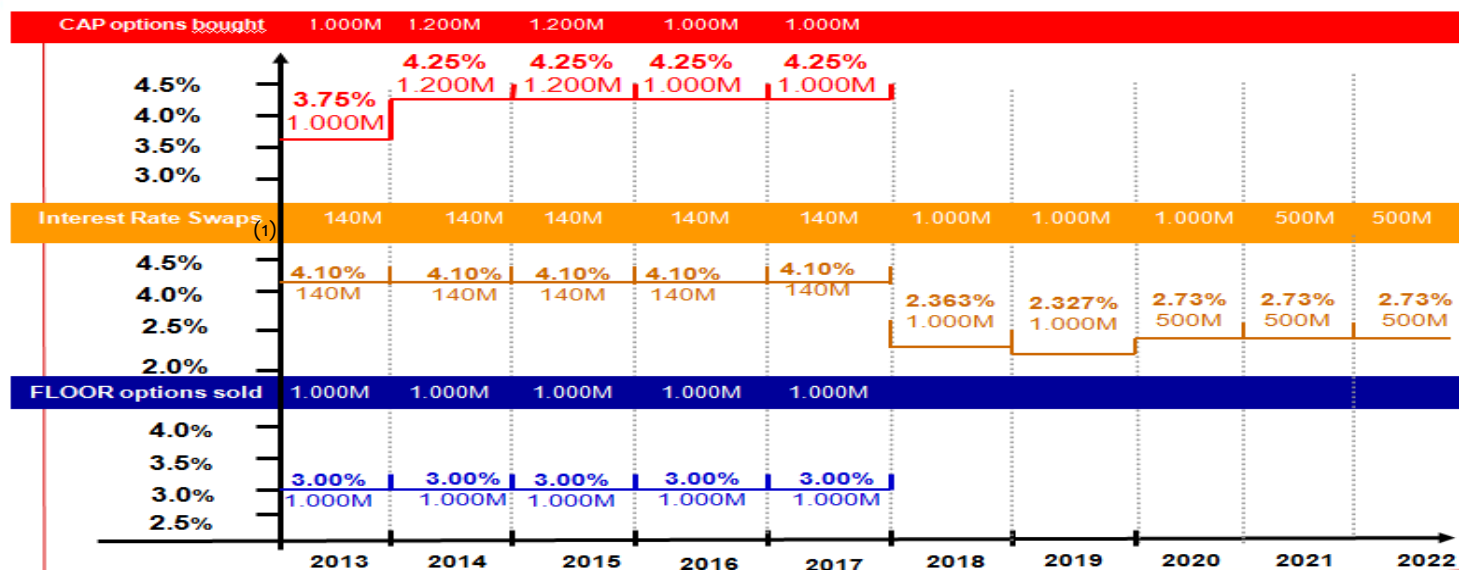 CAP options bought 1.000M 1.200M 1.200M 1.000M 1.000M
4.25% 4.25% 4.25% 4.25%
4.5% 1.200M 1.200M 1.000M 1.000M
3.75%
4.0% 1.000M
3.5%
3.0%
Interest Rate Swaps (1) 140M 140M 140M 140M 140M 1.000M 1.000M 1.000M 500M 500M
4.5% 4.10% 4.10% 4.10% 4.10% 4.10%
4.0% 140M 140M 140M 140M 140M
2.363% 2.327% 2.73% 2.73% 2.73%
2.5% 1.000M 1.000M 500M 500M 500M
2.0%
FLOOR options sold 1.000M 1.000M 1.000M 1.000M 1.000M
4.0%
3.5%
3.00% 3.00% 3.00% 3.00% 3.00%
3.0% 1.000M 1.000M 1.000M 1.000M 1.000M
2.5%
2013 2014 2015 2016 2017 2018 2019 2020 2021 2022